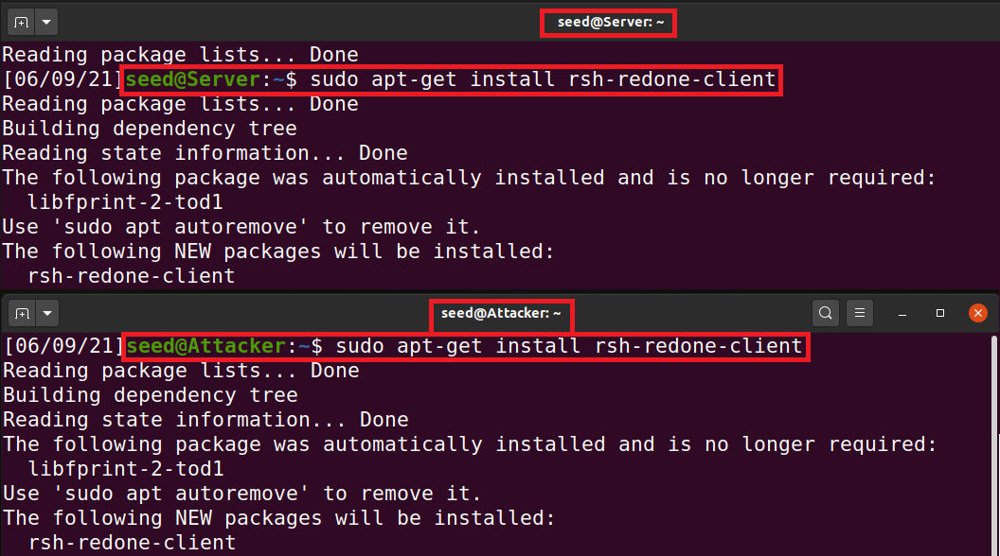 seed@Server: ~
Reading package lists... Done
[06/09/21]seed@Server:~$ sudo apt-get install rsh-redone-client
Reading package lists... Done
Building dependency tree
Reading state information... Done
The following package was automatically installed and is no longer required:
  libfprint-2-tod1
Use 'sudo apt autoremove' to remove it.
The following NEW packages will be installed:
  rsh-redone-client
seed@Attacker: ~
[06/09/21]seed@Attacker:~$ sudo apt-get install rsh-redone-client
Reading package lists... Done
Building dependency tree
Reading state information... Done
The following package was automatically installed and is no longer required:
  libfprint-2-tod1
Use 'sudo apt autoremove' to remove it.
The following NEW packages will be installed:
  rsh-redone-client